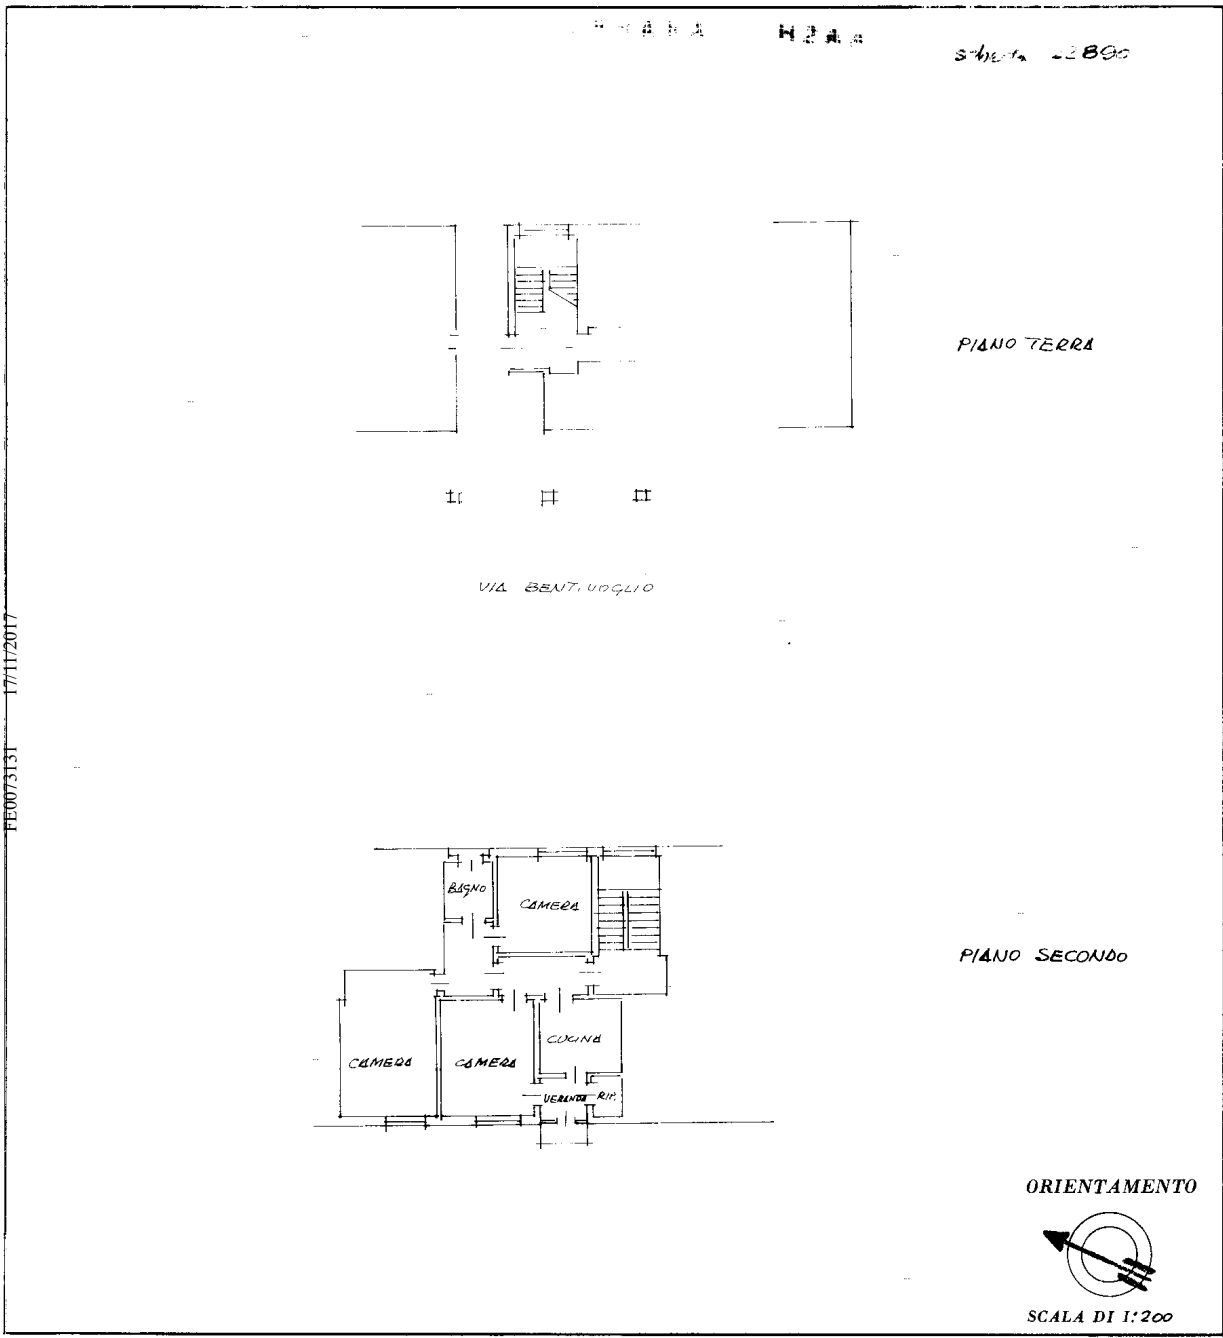 PIANO TERRA
VIA BENTIVOGLIO
FE0073131 17/11/2017
BAGNO
CAMERA
PIANO SECONDO
CUCINA
CAMERA
CAMERA
VERANDA RIP.
ORIENTAMENTO
SCALA DI 1:200